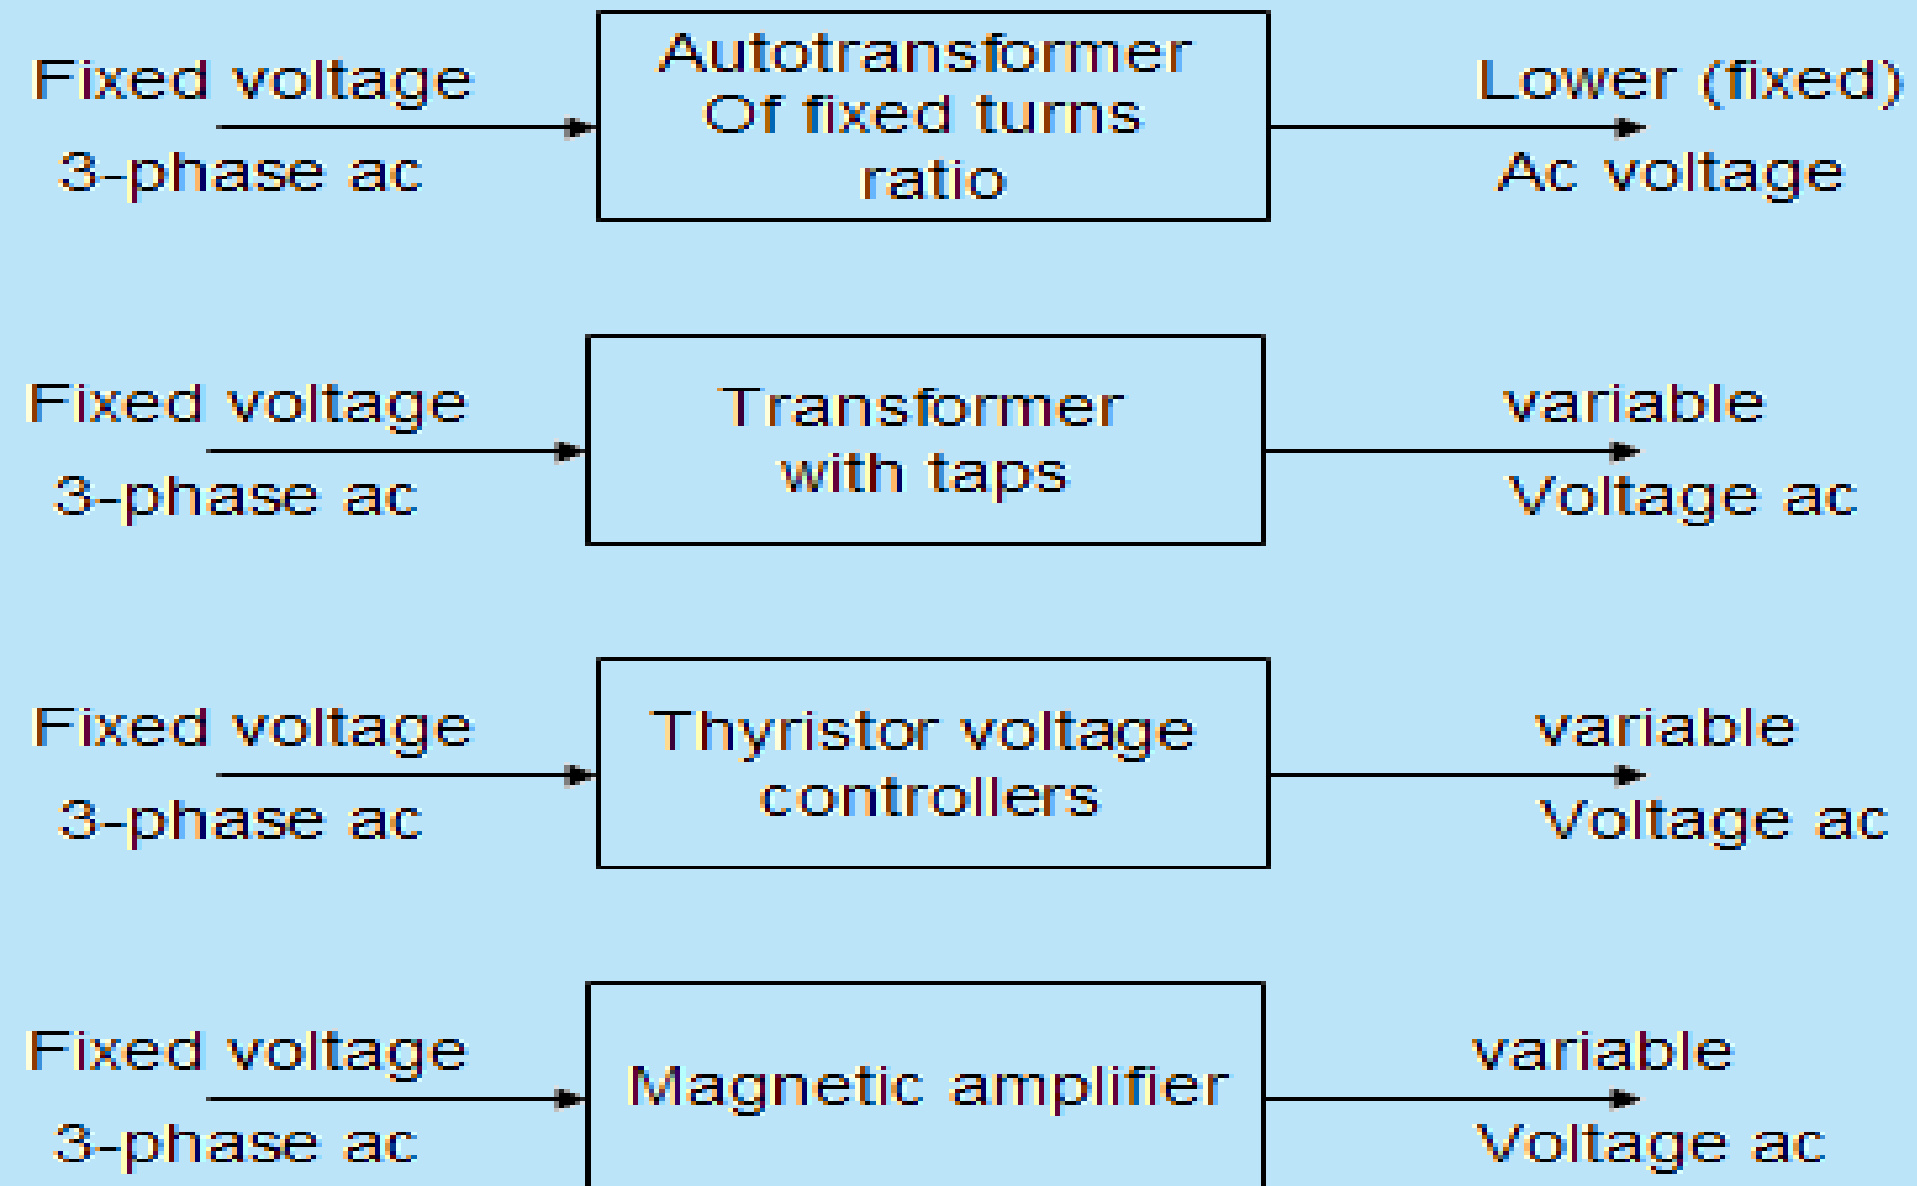 Fixed voltage
3-phase ac
Autotransformer
Of fixed turns
ratio
Lower (fixed)
Ac voltage
Fixed voltage
3-phase ac
Transformer
with taps
variable
Voltage ac
Fixed voltage
3-phase ac
Thyristor voltage
controllers
variable
Voltage ac
Fixed voltage
3-phase ac
Magnetic amplifier
variable
Voltage ac